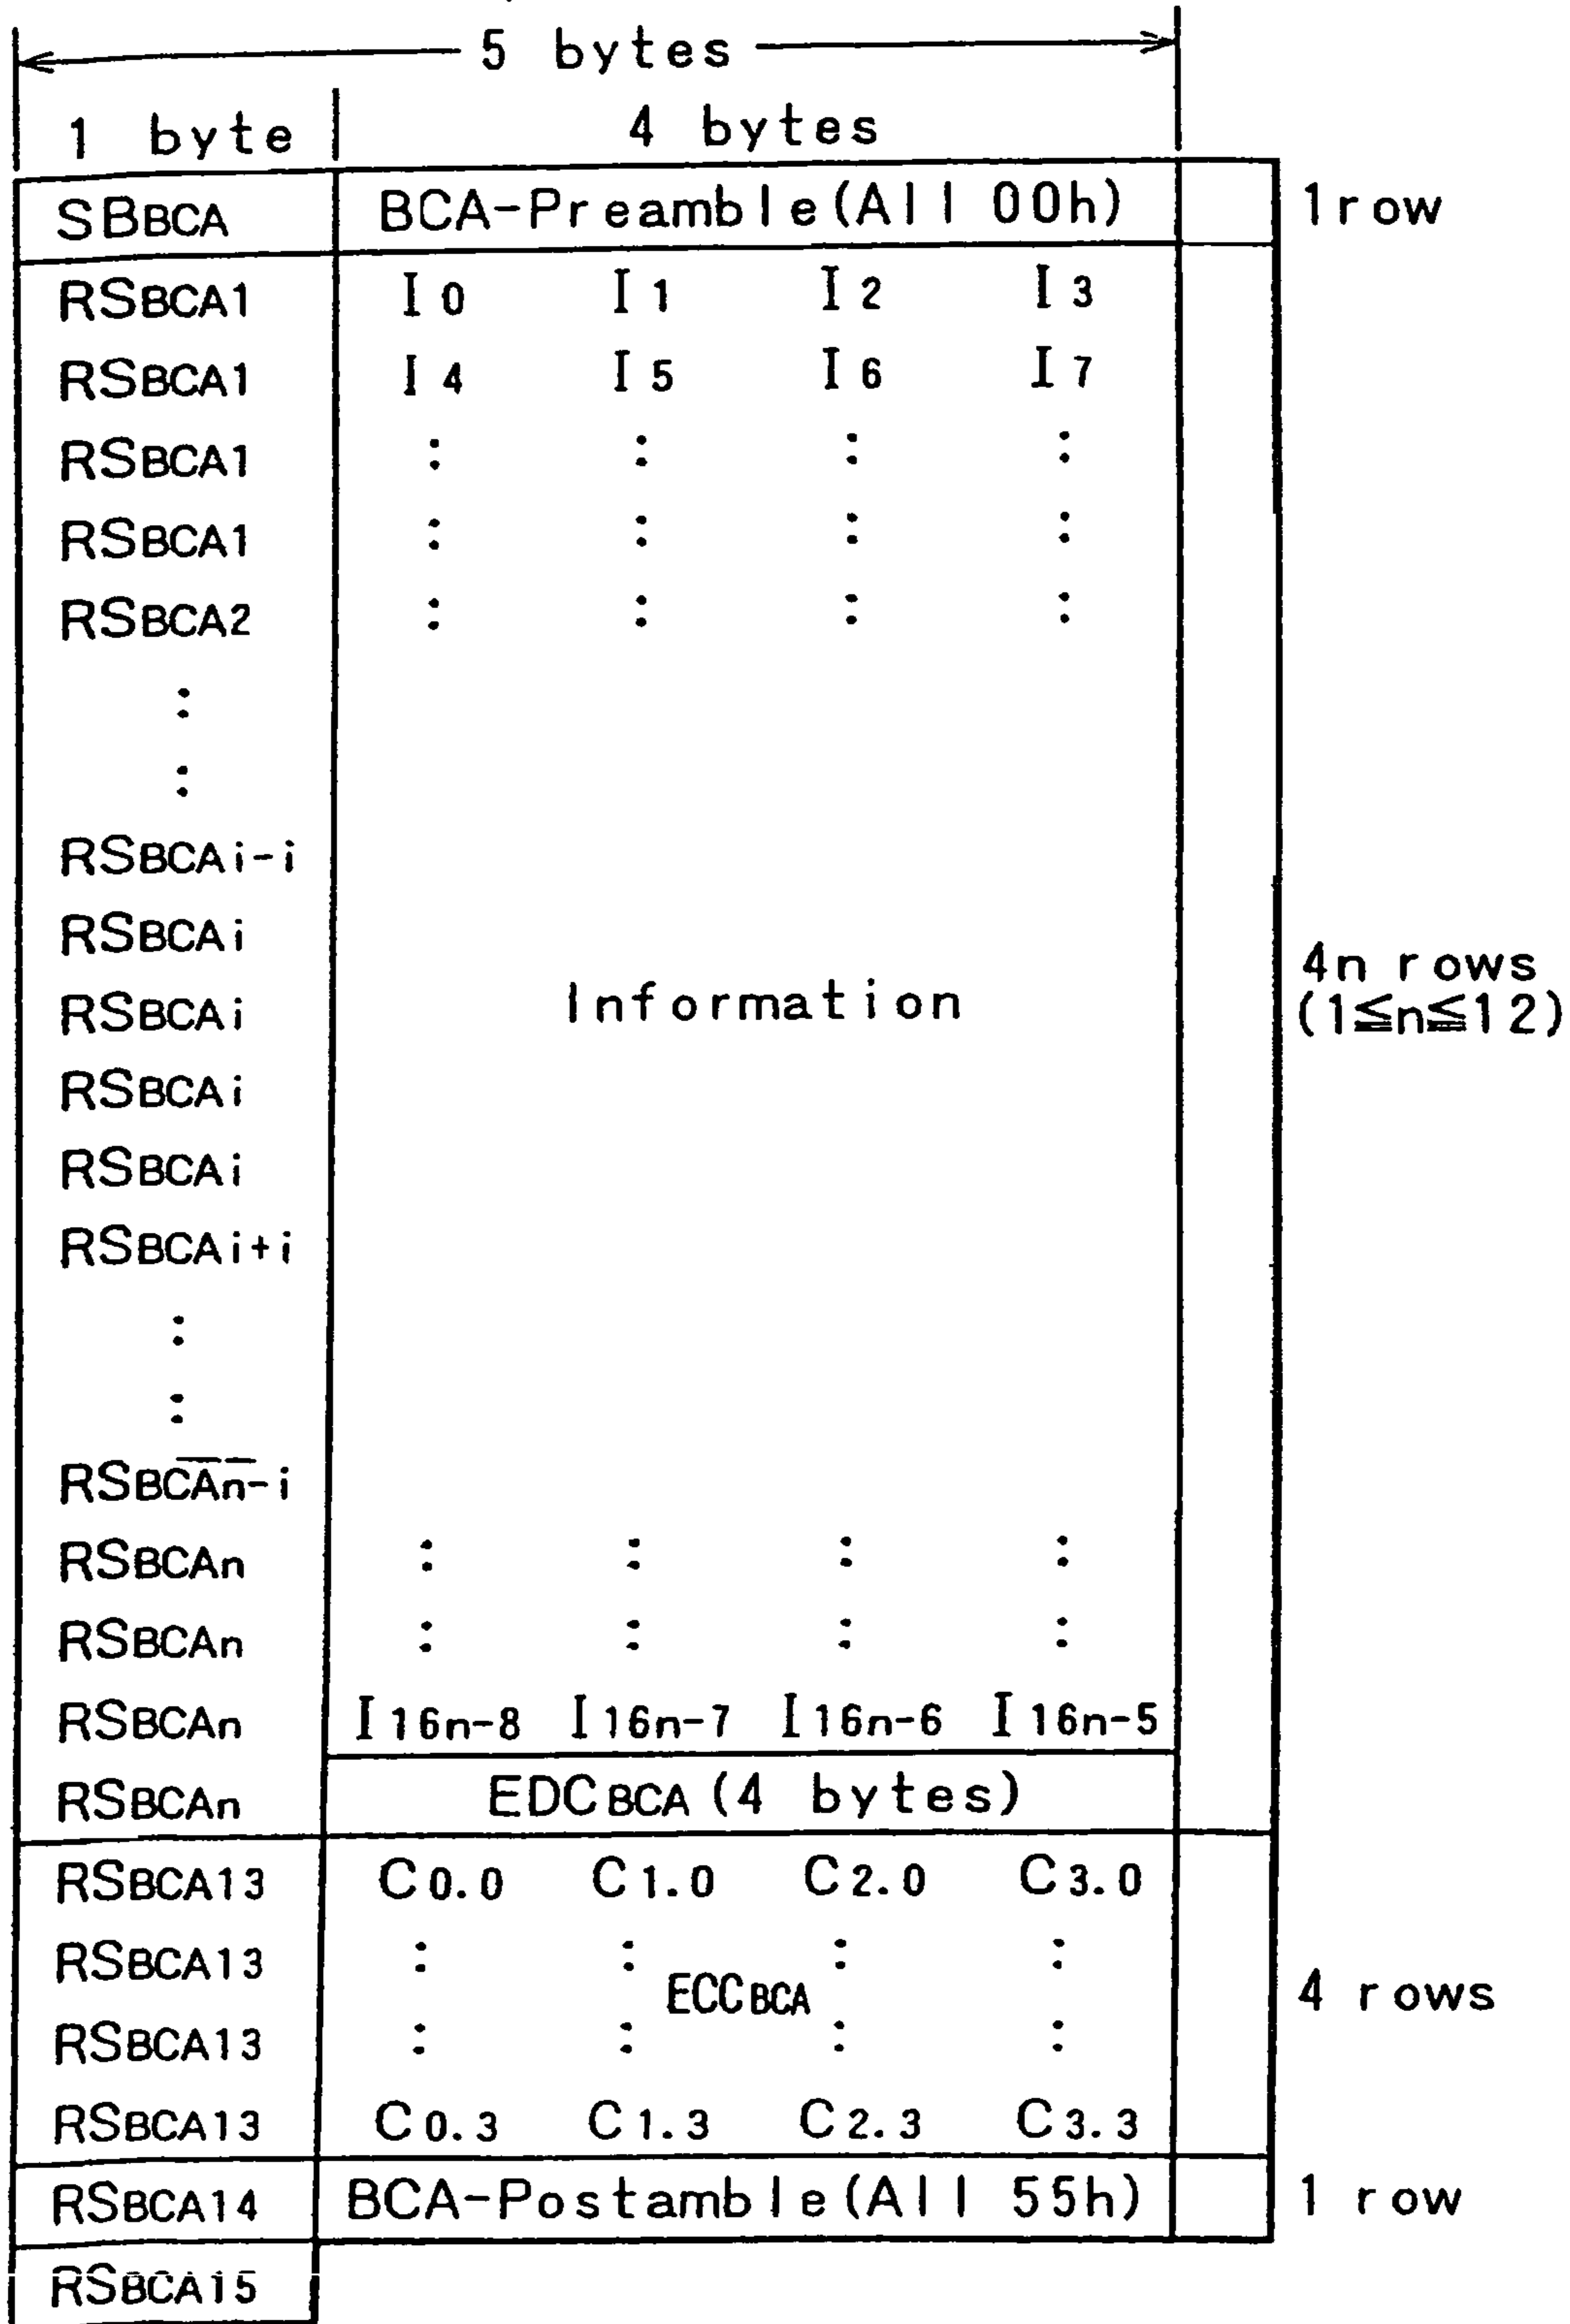 5 bytes
1 byte 4 bytes
SBBCA BCA-Preamble(All 00h) 1row
RSBCA1 I0 I1 I2 I3
RSBCA1 I4 I5 I6 I7
RSBCA1 : : : :
RSBCA1 : : : :
RSBCA2 : : : :
:
:
RSBCAi-i
RSBCAi
4n rows
RSBCAi Information (1≦n≦12)
RSBCAi
RSBCAi
RSBCAi+i
:
:
RSBCAn-i
RSBCAn : : : :
RSBCAn : : : :
RSBCAn I16n-8 I16n-7 I16n-6 I16n-5
RSBCAn EDCBCA(4 bytes)
RSBCA13 C0.0 C1.0 C2.0 C3.0
RSBCA13 : : : :
ECCBCA 4 rows
RSBCA13 : : : :
RSBCA13 C0.3 C1.3 C2.3 C3.3
RSBCA14 BCA-Postamble(All 55h) 1 row
RSBCA15